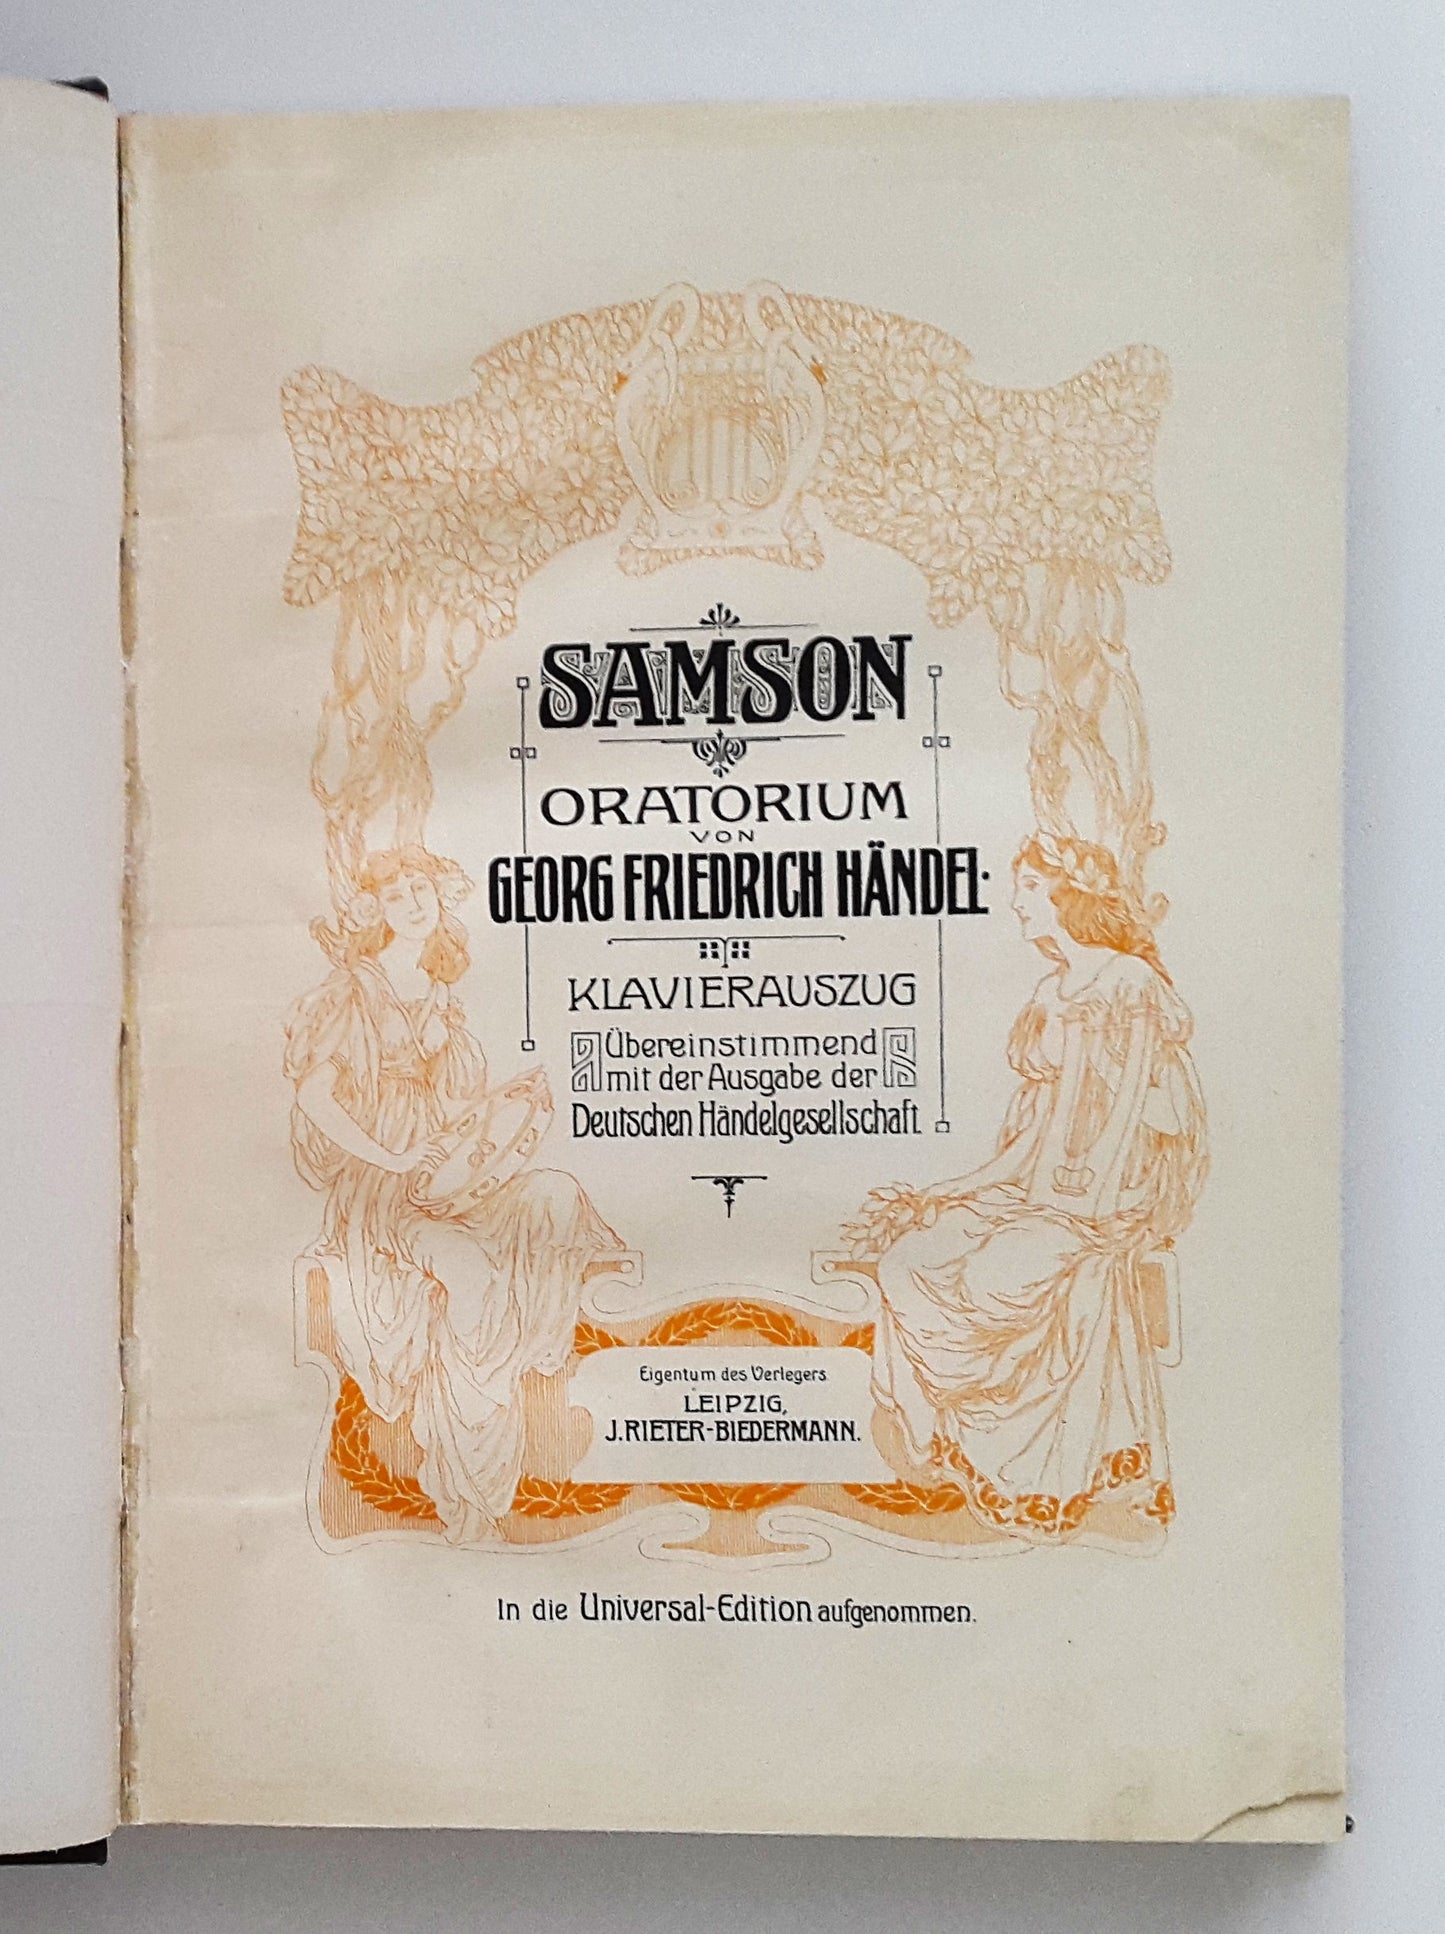 SAMSON
ORATORIUM
VON
GEORG FRIEDRICH HÄNDEL.
KLAVIERAUSZUG
Übereinstimmend
mit der Ausgabe der
Deutschen Händelgesellschaft
Eigentum des Verlegers
LEIPZIG,
J. RIETER-BIEDERMANN.
In die Universal-Edition aufgenommen.